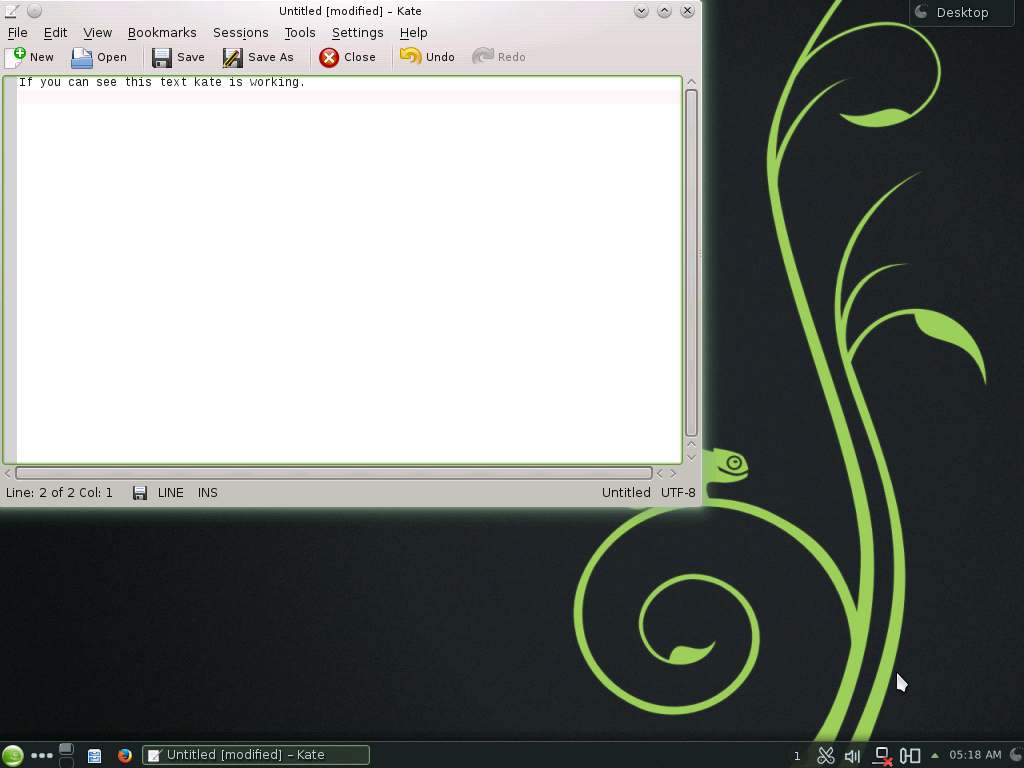 Untitled [modified] – Kate
Desktop
File Edit View Bookmarks Sessions Tools Settings Help
New Open Save Save As Close Undo Redo
If you can see this text kate is working.
Line: 2 of 2 Col: 1 LINE INS Untitled UTF-8
Untitled [modified] – Kate 1 05:18 AM